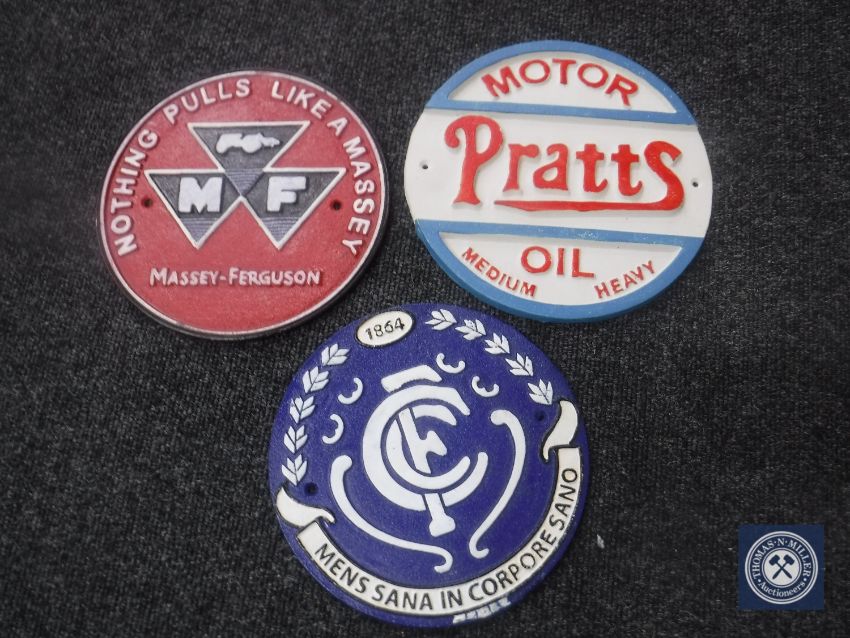 NOTHING PULLS LIKE A MASSEY
M F
MASSEY-FERGUSON
MOTOR
Pratts
OIL
MEDIUM HEAVY
1864
CFC
MENS SANA IN CORPORE SANO
THOMAS·N·MILLER
Auctioneers